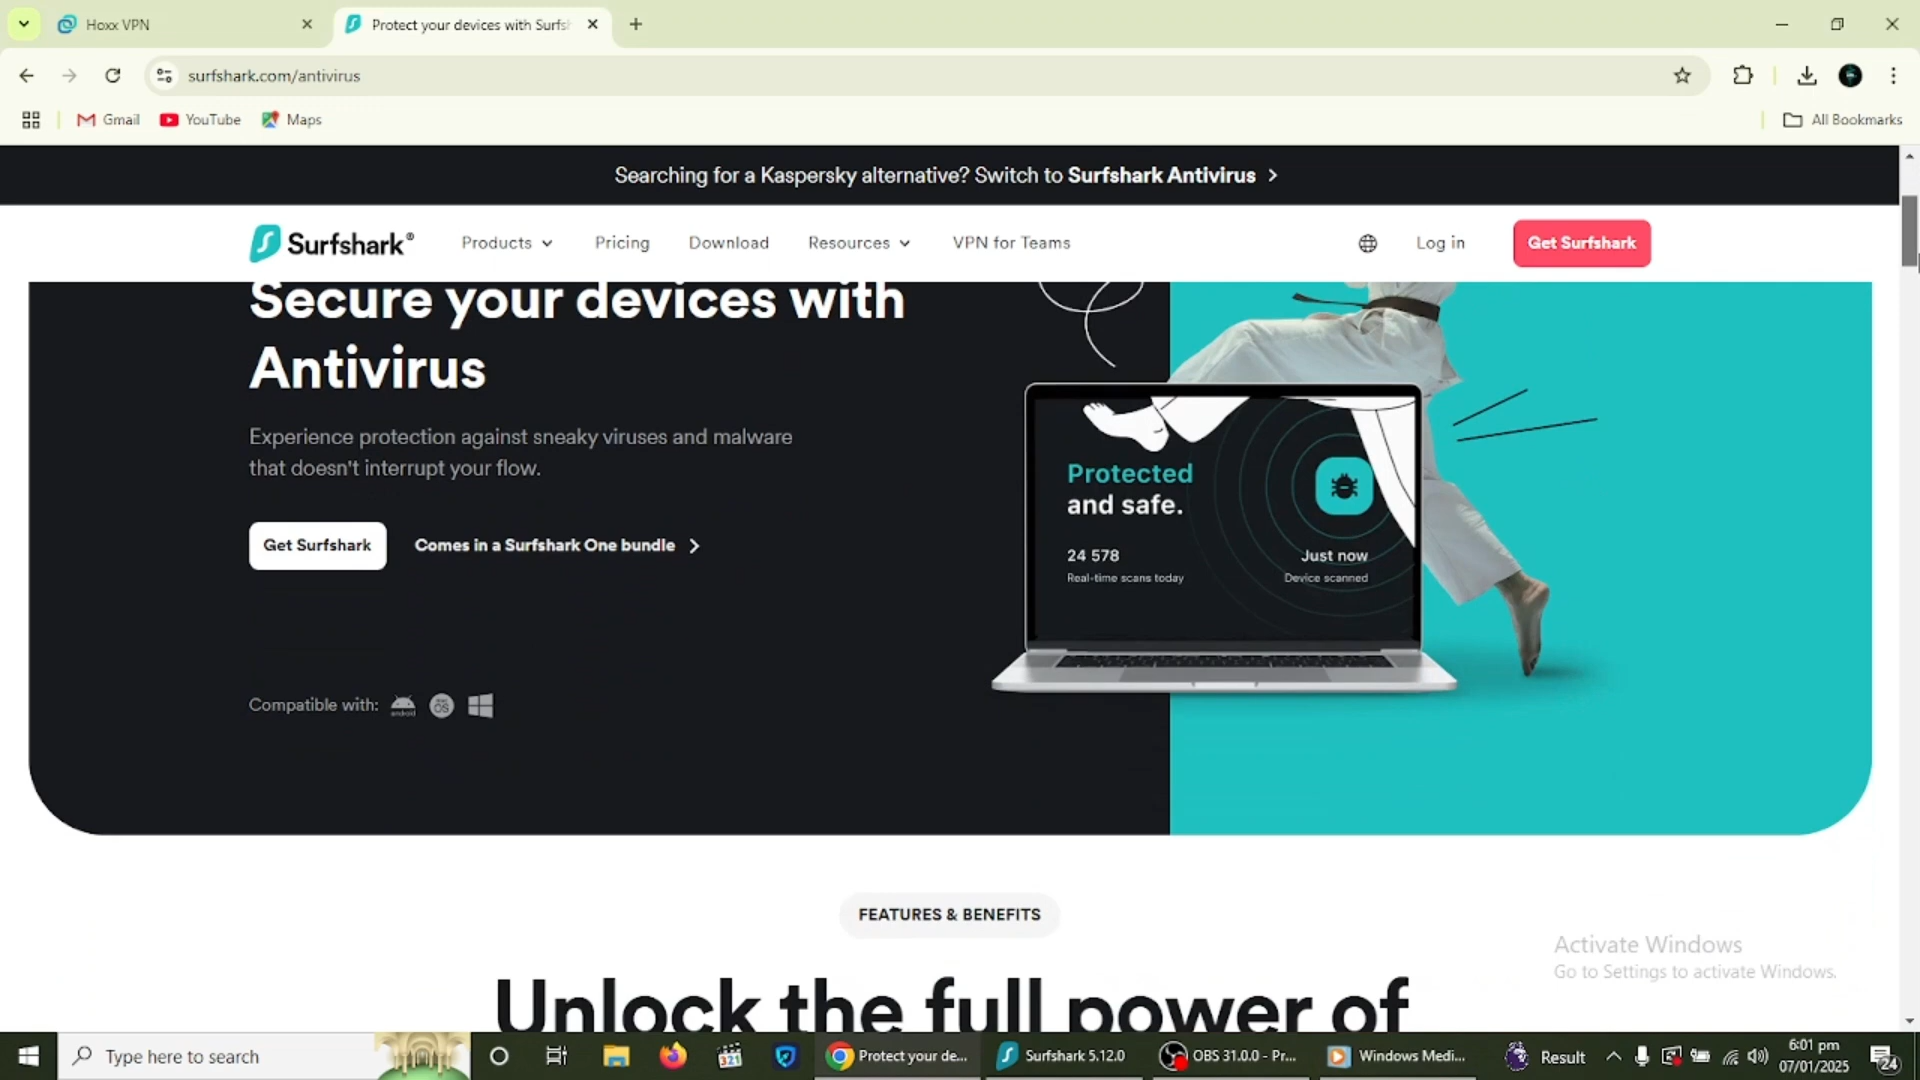 Hoxx VPN
Protect your devices with Surfsh
surfshark.com/antivirus
Gmail
YouTube
Maps
All Bookmarks
Searching for a Kaspersky alternative? Switch to Surfshark Antivirus
Surfshark®
Products
Pricing
Download
Resources
VPN for Teams
Log in
Get Surfshark
Secure your devices with
Antivirus
Experience protection against sneaky viruses and malware
that doesn't interrupt your flow.
Get Surfshark
Comes in a Surfshark One bundle
Protected
and safe.
24 578
Real-time scans today
Just now
Device scanned
Compatible with:
android
OS
FEATURES & BENEFITS
Unlock the full power of
Activate Windows
Go to Settings to activate Windows.
Type here to search
321
Protect your de...
Surfshark 5.12.0
OBS 31.0.0 - Pr...
Windows Medi...
Result
6:01 pm
07/01/2025
24